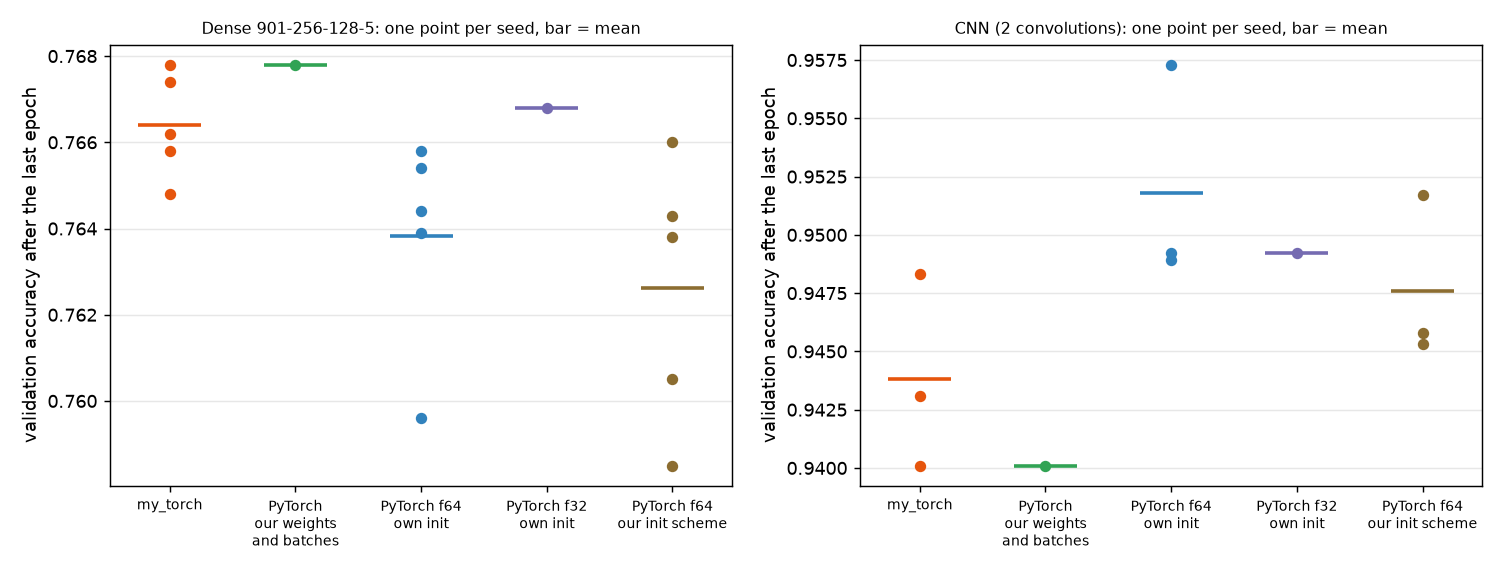 Dense 901-256-128-5: one point per seed, bar = mean
validation accuracy after the last epoch
0.768
0.766
0.764
0.762
0.760
my_torch
PyTorch
our weights
and batches
PyTorch f64
own init
PyTorch f32
own init
PyTorch f64
our init scheme
CNN (2 convolutions): one point per seed, bar = mean
validation accuracy after the last epoch
0.9575
0.9550
0.9525
0.9500
0.9475
0.9450
0.9425
0.9400
my_torch
PyTorch
our weights
and batches
PyTorch f64
own init
PyTorch f32
own init
PyTorch f64
our init scheme